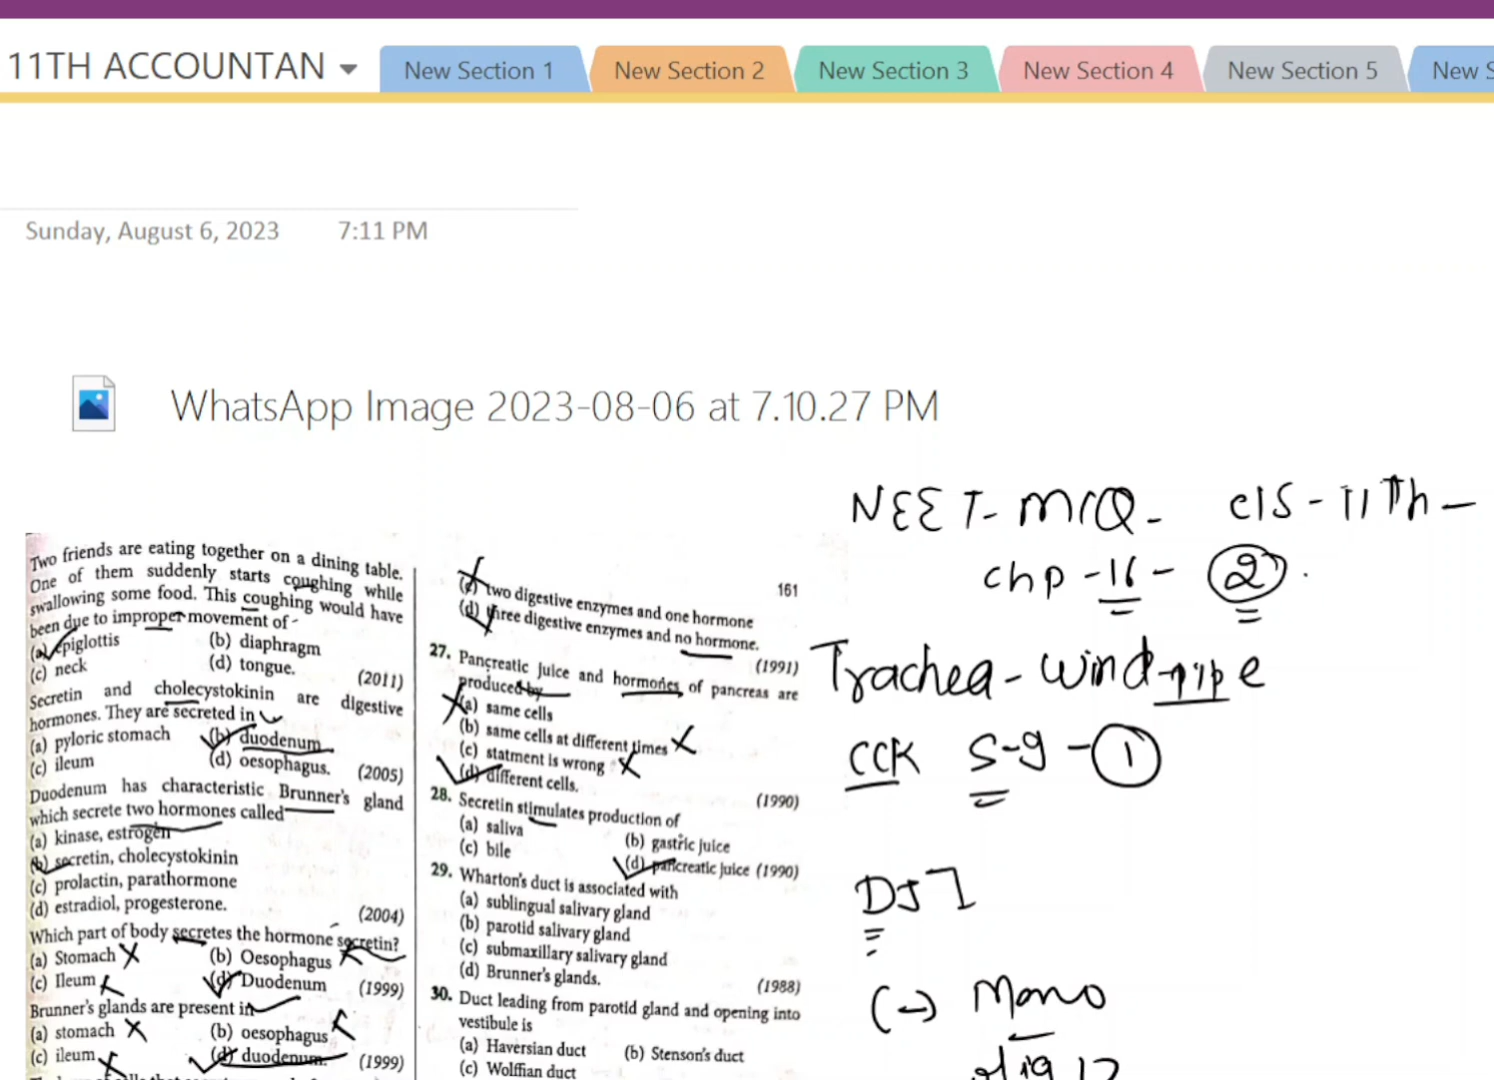 11TH ACCOUNTAN
New Section 1
New Section 2
New Section 3
New Section 4
New Section 5
New S
Sunday, August 6, 2023 7:11 PM
WhatsApp Image 2023-08-06 at 7.10.27 PM
Two friends are eating together on a dining table.
One of them suddenly starts coughing while
swallowing some food. This coughing would have
been due to improper movement of -
(a) epiglottis (b) diaphragm
(c) neck (d) tongue. (2011)
Secretin and cholecystokinin are digestive
hormones. They are secreted in
(a) pyloric stomach (b) duodenum
(c) ileum (d) oesophagus. (2005)
Duodenum has characteristic Brunner's gland
which secrete two hormones called
(a) kinase, estrogen
(b) secretin, cholecystokinin
(c) prolactin, parathormone
(d) estradiol, progesterone. (2004)
Which part of body secretes the hormone secretin?
(a) Stomach (b) Oesophagus
(c) Ileum (d) Duodenum (1999)
Brunner's glands are present in
(a) stomach (b) oesophagus
(c) ileum (d) duodenum. (1999)
161
(c) two digestive enzymes and one hormone
(d) three digestive enzymes and no hormone.
(1991)
27. Pancreatic juice and hormones of pancreas are
produced by
(a) same cells
(b) same cells at different times
(c) statment is wrong
(d) different cells. (1990)
28. Secretin stimulates production of
(a) saliva (b) gastric juice
(c) bile (d) pancreatic juice (1990)
29. Wharton's duct is associated with
(a) sublingual salivary gland
(b) parotid salivary gland
(c) submaxillary salivary gland
(d) Brunner's glands. (1988)
30. Duct leading from parotid gland and opening into
vestibule is
(a) Haversian duct (b) Stenson's duct
(c) Wolffian duct
NEET- MCQ - cls - 11Th -
chp - 16 - 2 .
Trachea - windpipe
CCK S-g - 1
DJI
(-) Mono